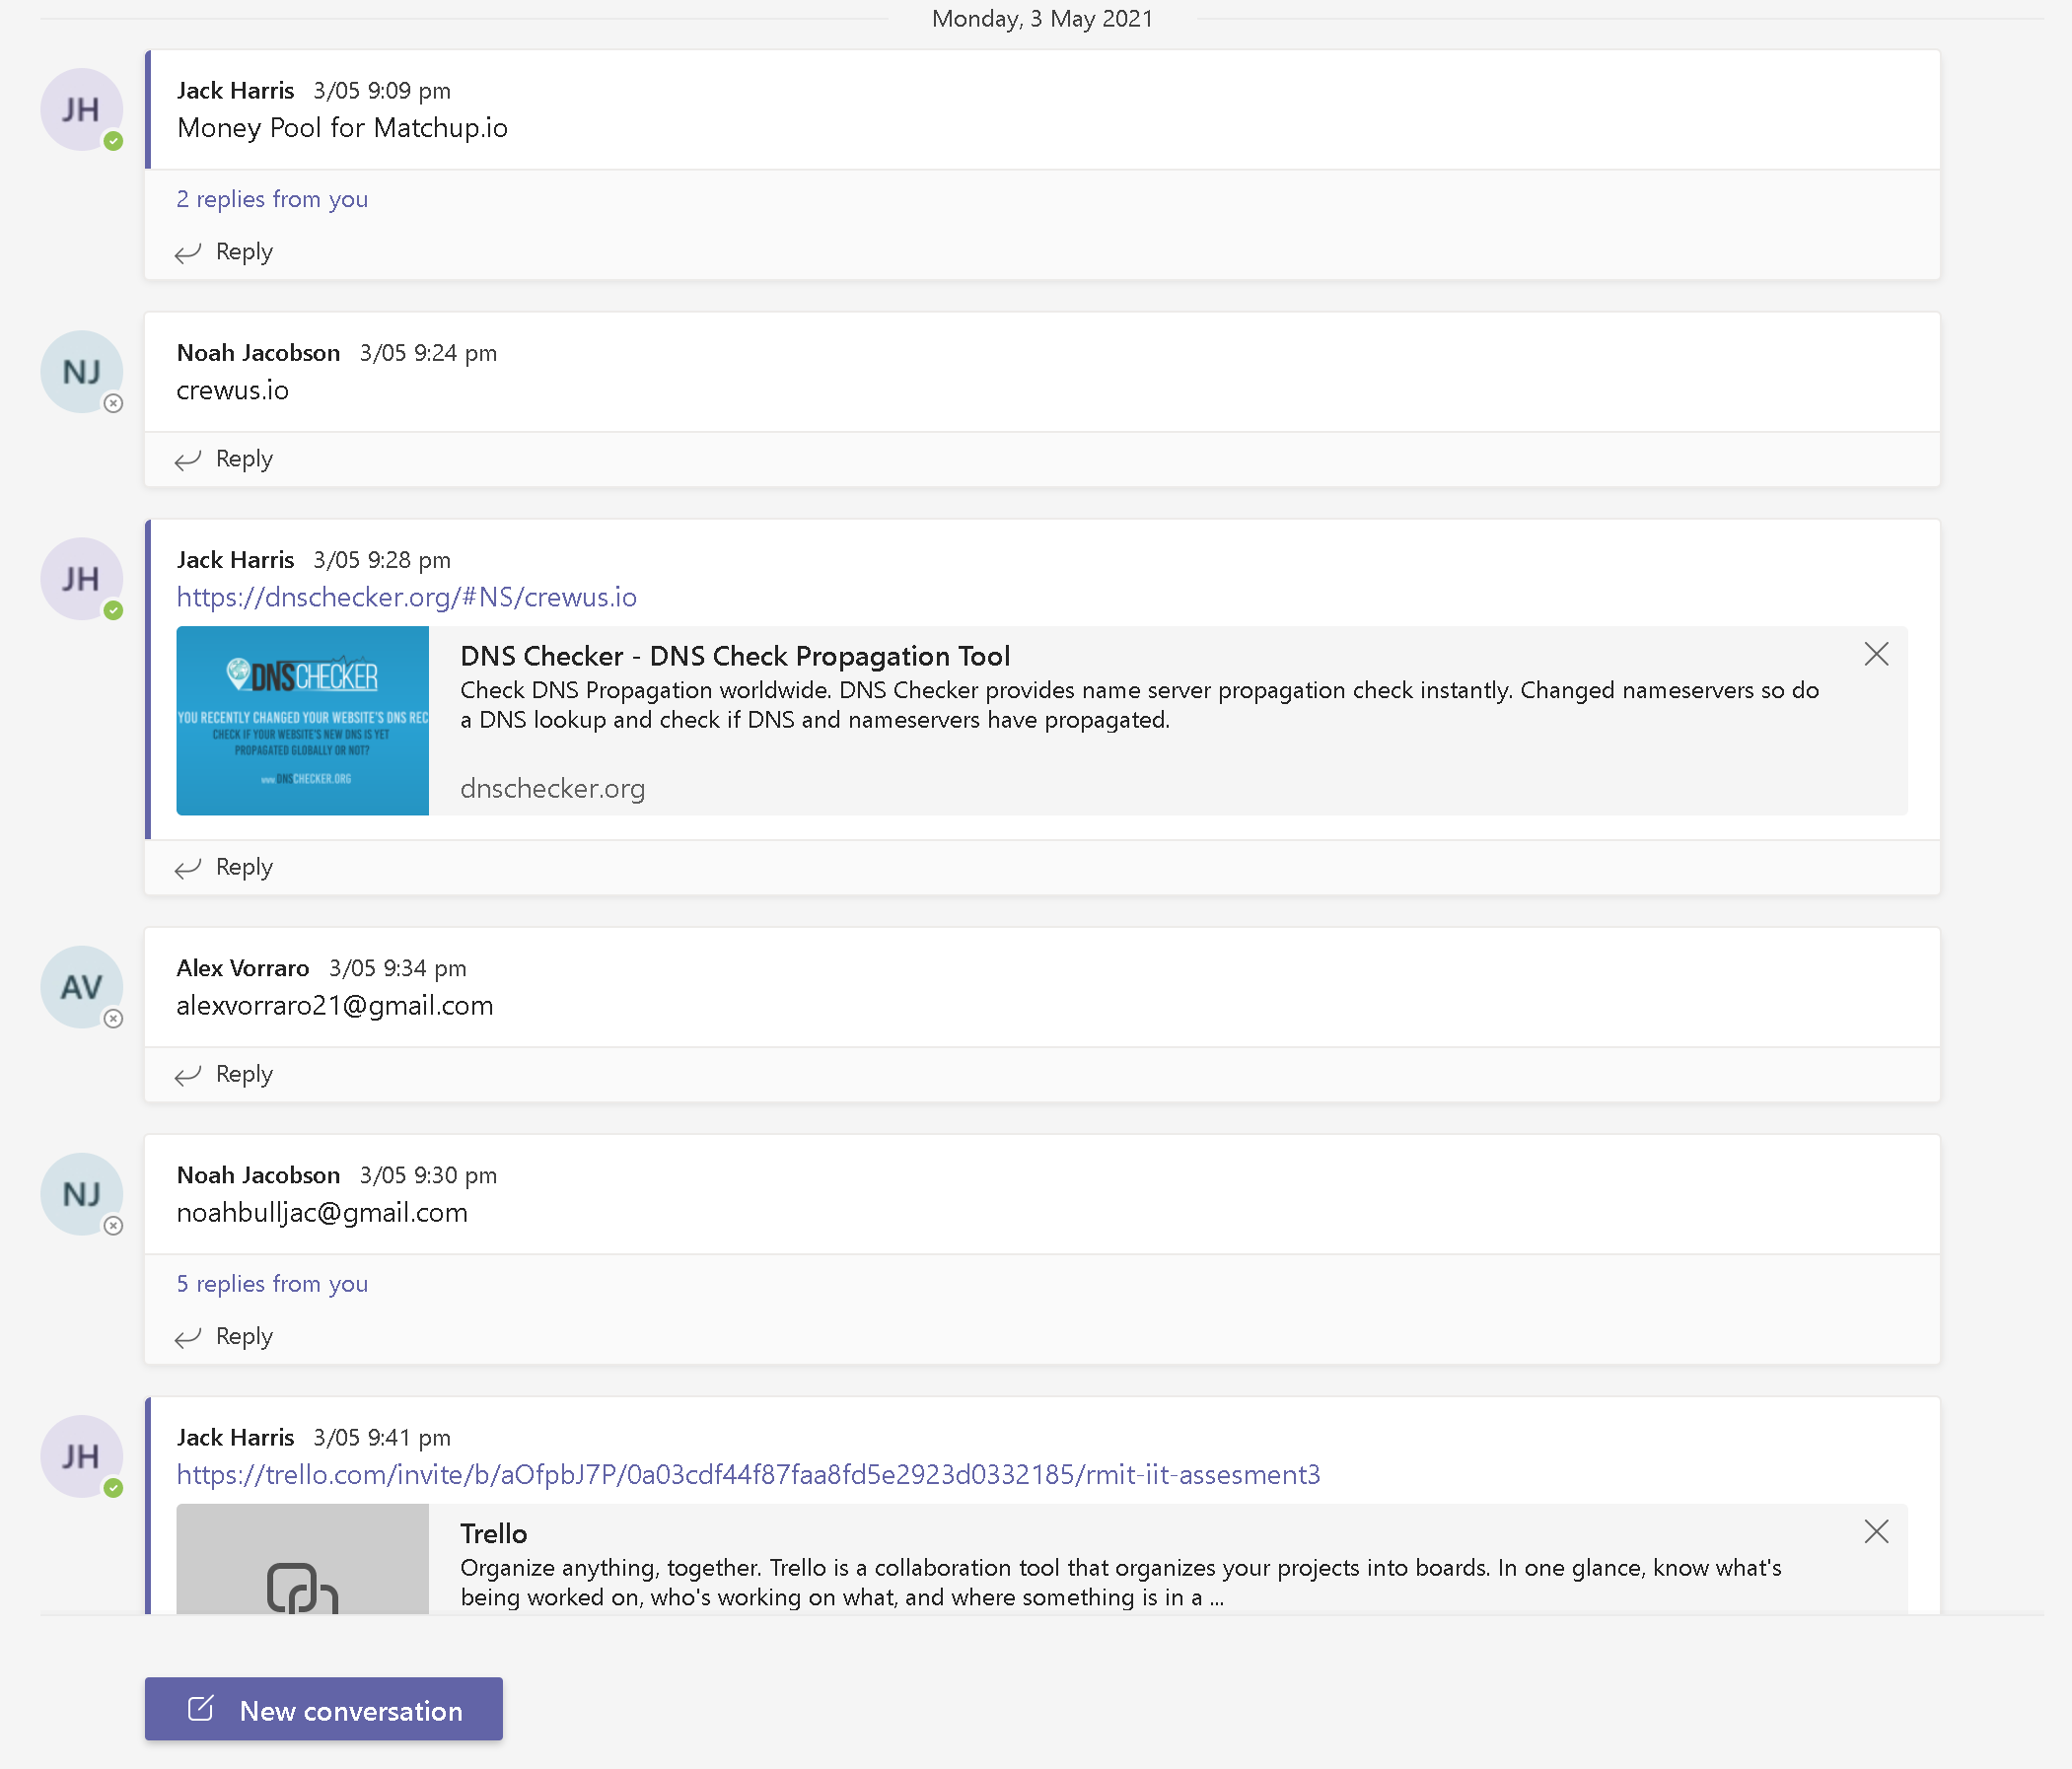 Monday, 3 May 2021
JH
Jack Harris 3/05 9:09 pm
Money Pool for Matchup.io
2 replies from you
Reply
NJ
Noah Jacobson 3/05 9:24 pm
crewus.io
Reply
JH
Jack Harris 3/05 9:28 pm
https://dnschecker.org/#NS/crewus.io
DNSCHECKER
YOU RECENTLY CHANGED YOUR WEBSITE'S DNS REC
CHECK IF YOUR WEBSITE'S NEW DNS IS YET
PROPAGATED GLOBALLY OR NOT?
www.DNSCHECKER.ORG
DNS Checker - DNS Check Propagation Tool
Check DNS Propagation worldwide. DNS Checker provides name server propagation check instantly. Changed nameservers so do
a DNS lookup and check if DNS and nameservers have propagated.
dnschecker.org
Reply
AV
Alex Vorraro 3/05 9:34 pm
alexvorraro21@gmail.com
Reply
NJ
Noah Jacobson 3/05 9:30 pm
noahbulljac@gmail.com
5 replies from you
Reply
JH
Jack Harris 3/05 9:41 pm
https://trello.com/invite/b/aOfpbJ7P/0a03cdf44f87faa8fd5e2923d0332185/rmit-iit-assesment3
Trello
Organize anything, together. Trello is a collaboration tool that organizes your projects into boards. In one glance, know what's
being worked on, who's working on what, and where something is in a ...
New conversation